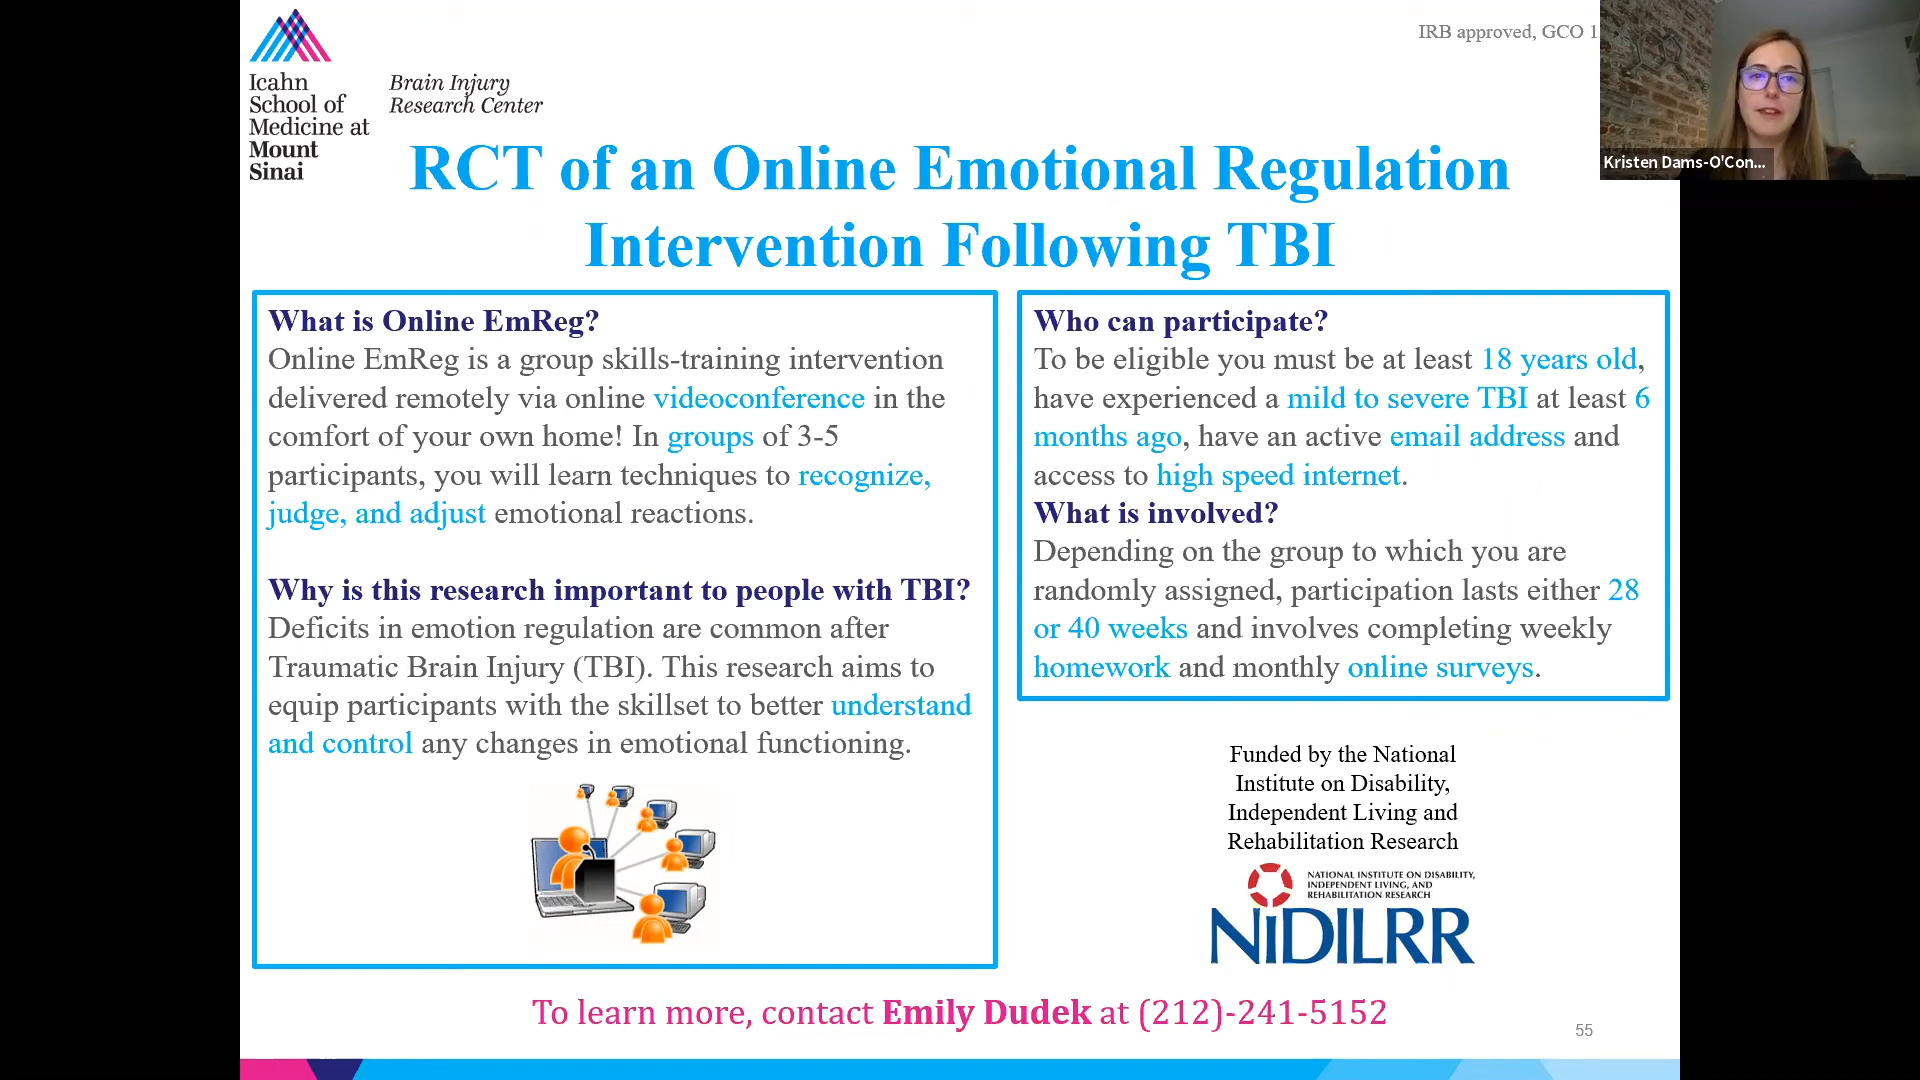 IRB approved, GCO 1
Icahn
School of
Medicine at
Mount
Sinai
Brain Injury
Research Center
Kristen Dams-O'Con...
RCT of an Online Emotional Regulation
Intervention Following TBI
What is Online EmReg?
Online EmReg is a group skills-training intervention
delivered remotely via online videoconference in the
comfort of your own home! In groups of 3-5
participants, you will learn techniques to recognize,
judge, and adjust emotional reactions.
Why is this research important to people with TBI?
Deficits in emotion regulation are common after
Traumatic Brain Injury (TBI). This research aims to
equip participants with the skillset to better understand
and control any changes in emotional functioning.
Who can participate?
To be eligible you must be at least 18 years old,
have experienced a mild to severe TBI at least 6
months ago, have an active email address and
access to high speed internet.
What is involved?
Depending on the group to which you are
randomly assigned, participation lasts either 28
or 40 weeks and involves completing weekly
homework and monthly online surveys.
Funded by the National
Institute on Disability,
Independent Living and
Rehabilitation Research
NATIONAL INSTITUTE ON DISABILITY,
INDEPENDENT LIVING, AND
REHABILITATION RESEARCH
NiDILRR
To learn more, contact Emily Dudek at (212)-241-5152
55